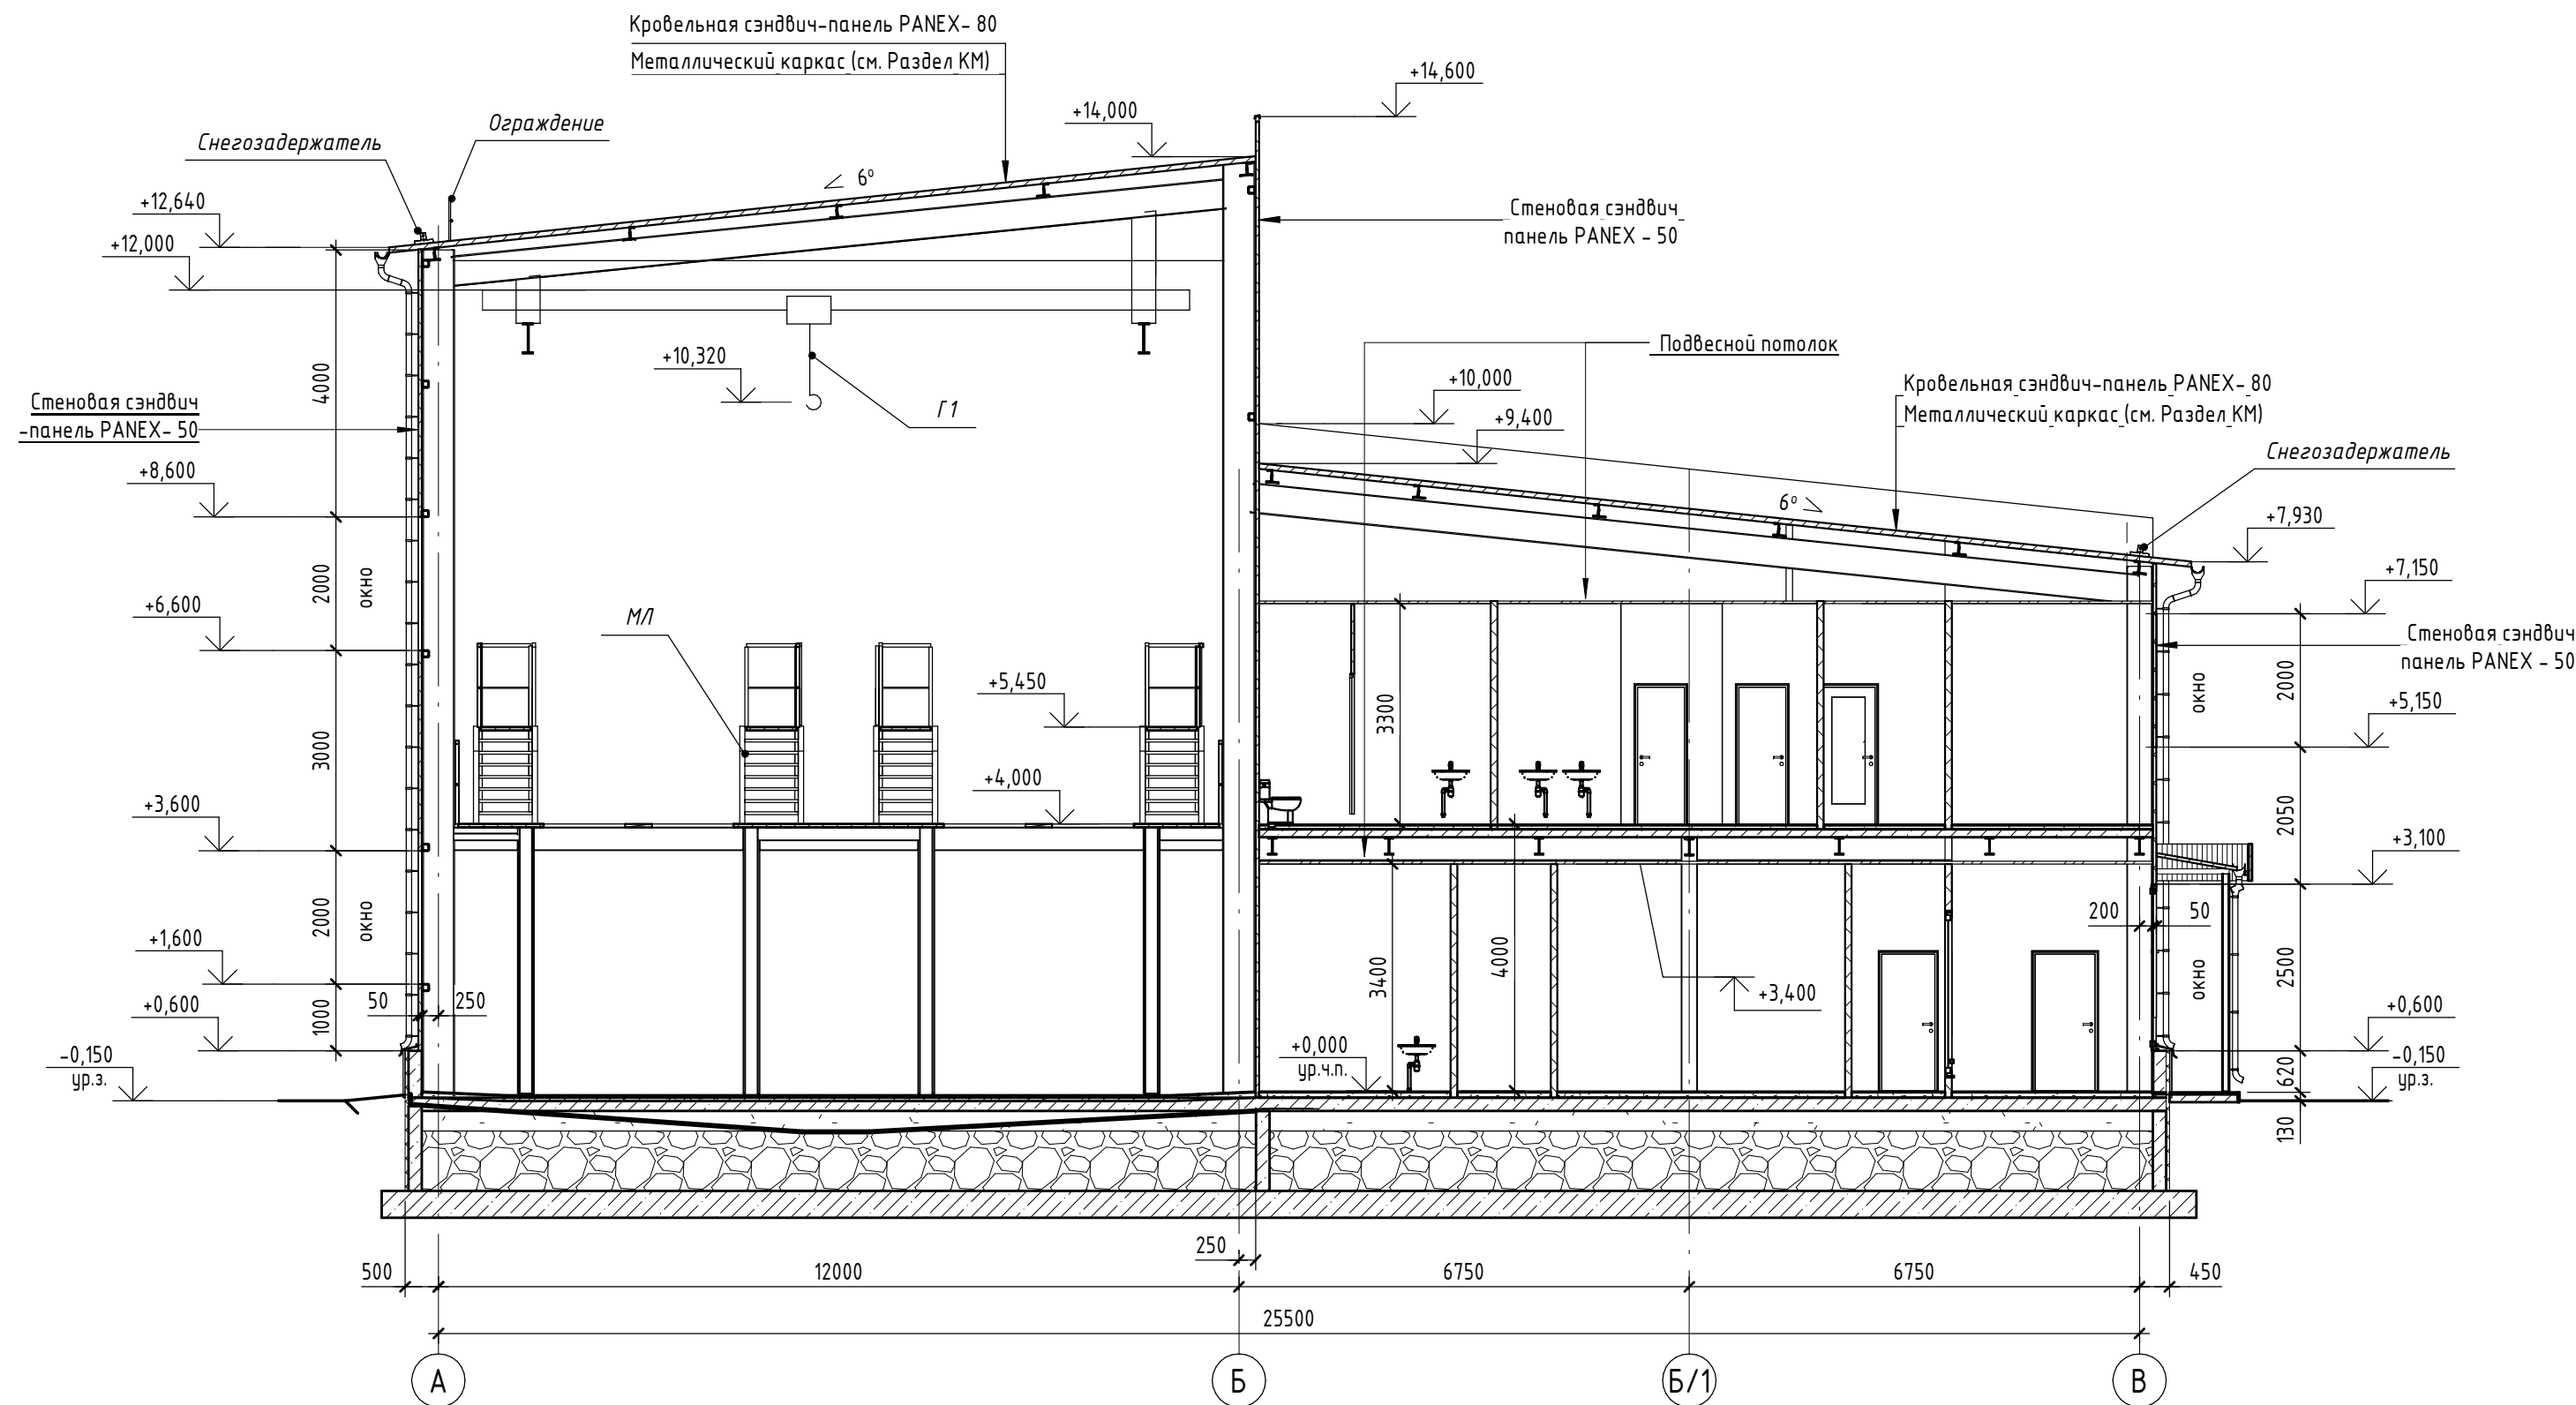 Кровельная сэндвич-панель PANEX- 80
Металлический каркас (см. Раздел КМ)
+14,600
+14,000
Ограждение
Снегозадержатель
6°
+12,640
+12,000
Стеновая сэндвич
панель PANEX - 50
+10,320
Г1
Подвесной потолок
+10,000
+9,400
Кровельная сэндвич-панель PANEX- 80
Металлический каркас (см. Раздел КМ)
Снегозадержатель
4000
Стеновая сэндвич
-панель PANEX- 50
+8,600
6°
+7,930
+7,150
2000
окно
+6,600
МЛ
Стеновая сэндвич
панель PANEX - 50
+5,450
3300
2000
окно
+5,150
3000
+4,000
2050
+3,600
+3,100
2000
окно
200
50
+1,600
3400
4000
+3,400
окно
2500
50
250
+0,600
1000
+0,600
-0,150
ур.з.
+0,000
ур.ч.п.
620
-0,150
ур.з.
130
250
500
12000
6750
6750
450
25500
А
Б
Б/1
В